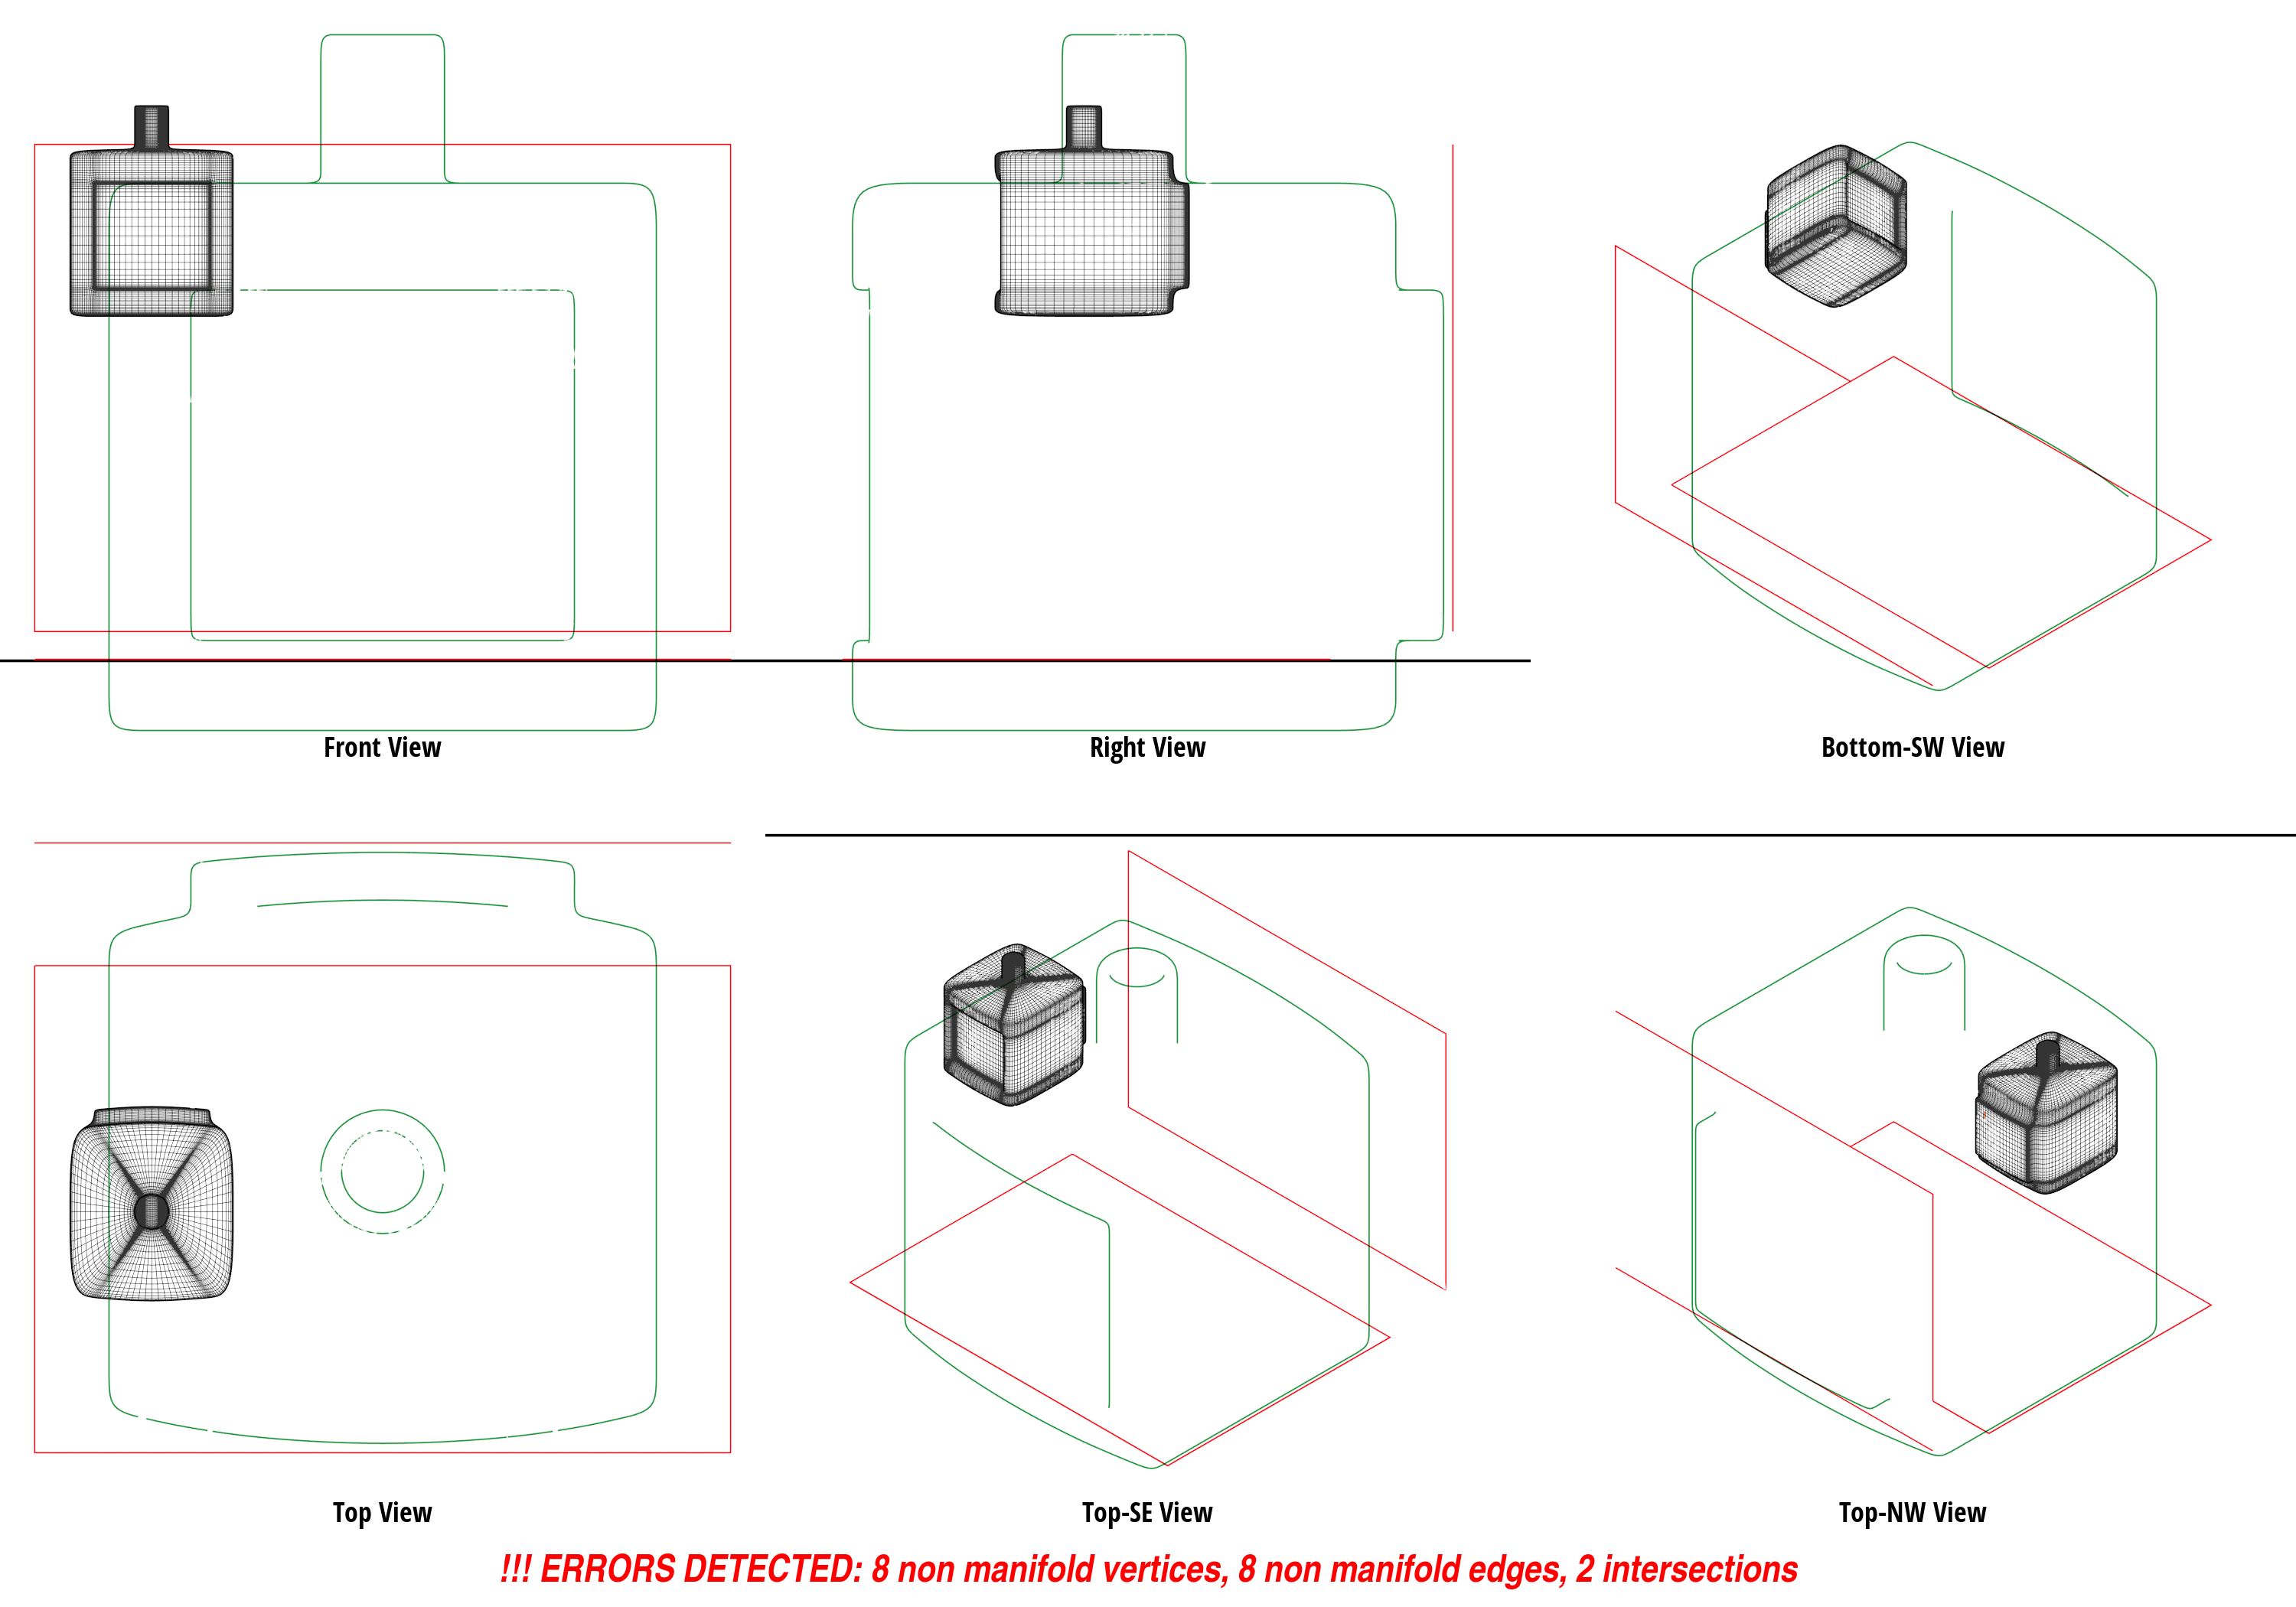 Front View
Right View
Bottom-SW View
Top View
Top-SE View
Top-NW View
!!! ERRORS DETECTED: 8 non manifold vertices, 8 non manifold edges, 2 intersections